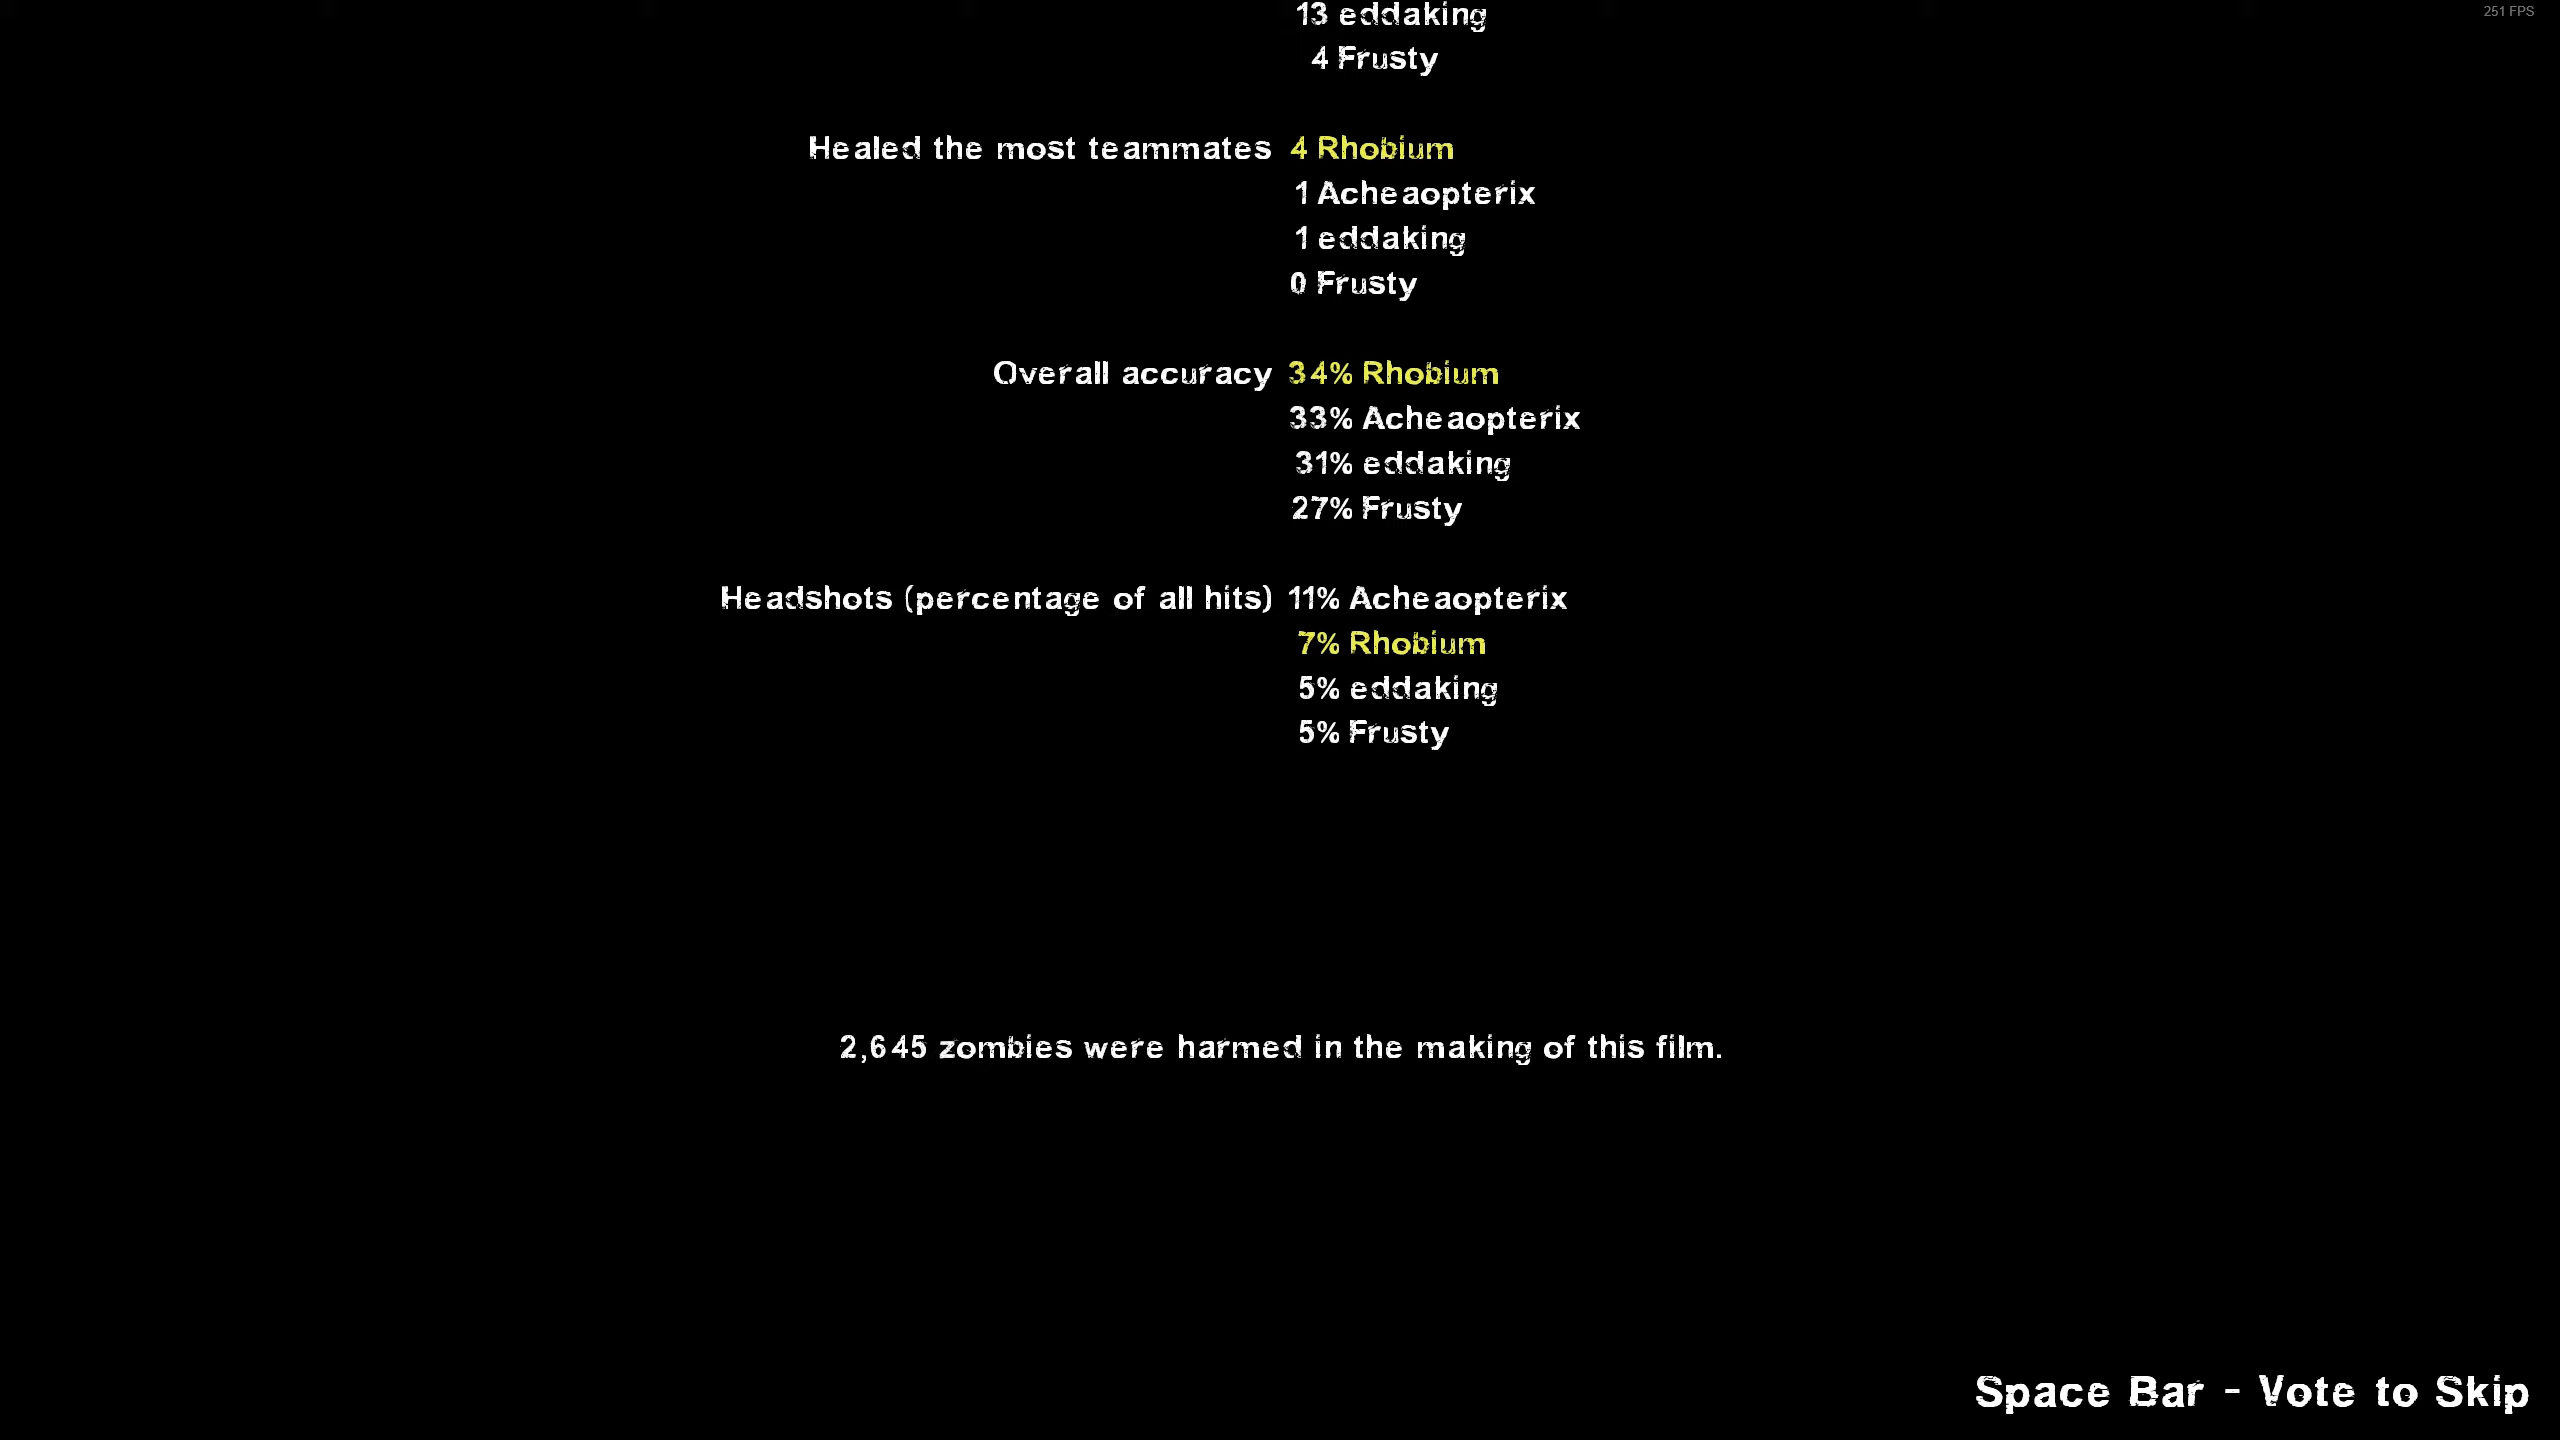 251 FPS
13 eddaking
4 Frusty
Healed the most teammates 4 Rhobium
1 Acheaopterix
1 eddaking
0 Frusty
Overall accuracy 34% Rhobium
33% Acheaopterix
31% eddaking
27% Frusty
Headshots (percentage of all hits) 11% Acheaopterix
7% Rhobium
5% eddaking
5% Frusty
2,645 zombies were harmed in the making of this film.
Space Bar - Vote to Skip